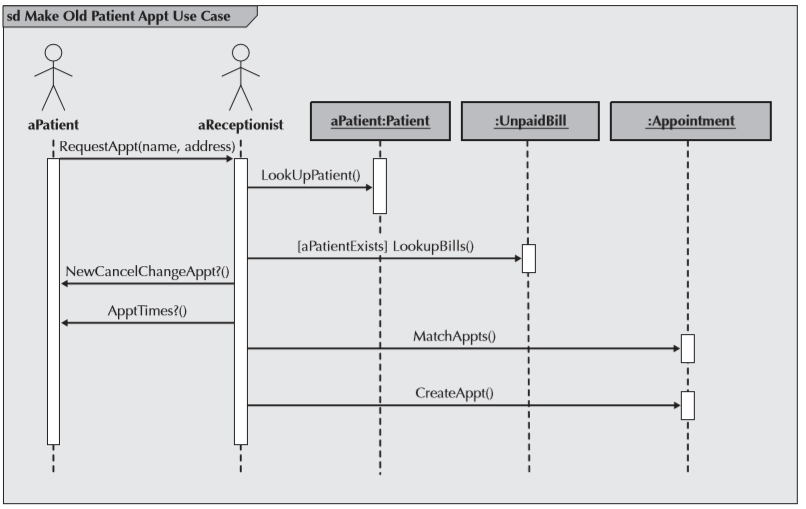 sd Make Old Patient Appt Use Case
aPatient
aReceptionist
aPatient:Patient
:UnpaidBill
:Appointment
RequestAppt(name, address)
LookUpPatient()
[aPatientExists] LookupBills()
NewCancelChangeAppt?()
ApptTimes?()
MatchAppts()
CreateAppt()